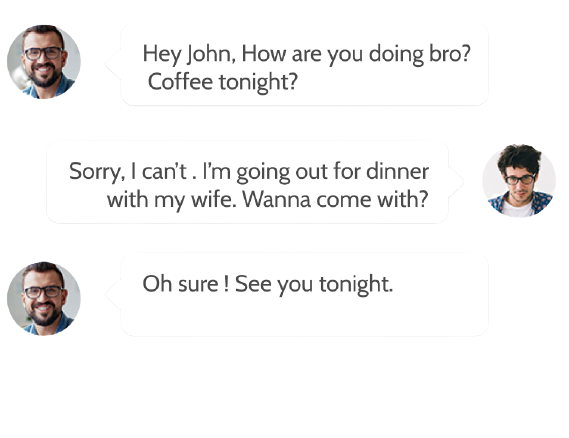 Hey John, How are you doing bro?
Coffee tonight?
Sorry, I can't . I'm going out for dinner
with my wife. Wanna come with?
Oh sure ! See you tonight.